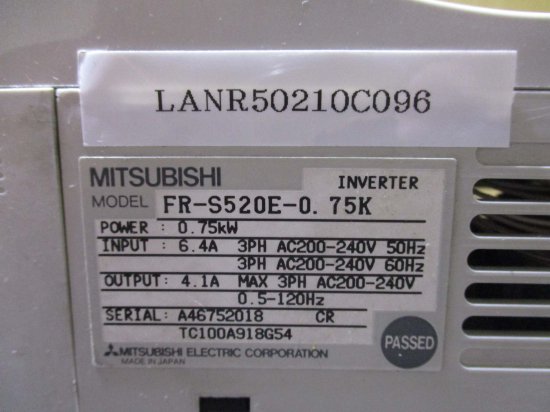 LANR50210C096
MITSUBISHI INVERTER
MODEL FR-S520E-0.75K
POWER : 0.75kW
INPUT : 6.4A 3PH AC200-240V 50Hz
3PH AC200-240V 60Hz
OUTPUT: 4.1A MAX 3PH AC200-240V
0.5-120Hz
SERIAL: A46752018 CR
TC100A918G54
PASSED
MITSUBISHI ELECTRIC CORPORATION
MADE IN JAPAN